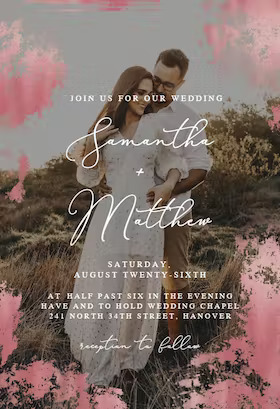 JOIN US FOR OUR WEDDING
Samantha
+
Matthew
SATURDAY,
AUGUST TWENTY-SIXTH
AT HALF PAST SIX IN THE EVENING
HAVE AND TO HOLD WEDDING CHAPEL
241 NORTH 34TH STREET, HANOVER
reception to follow